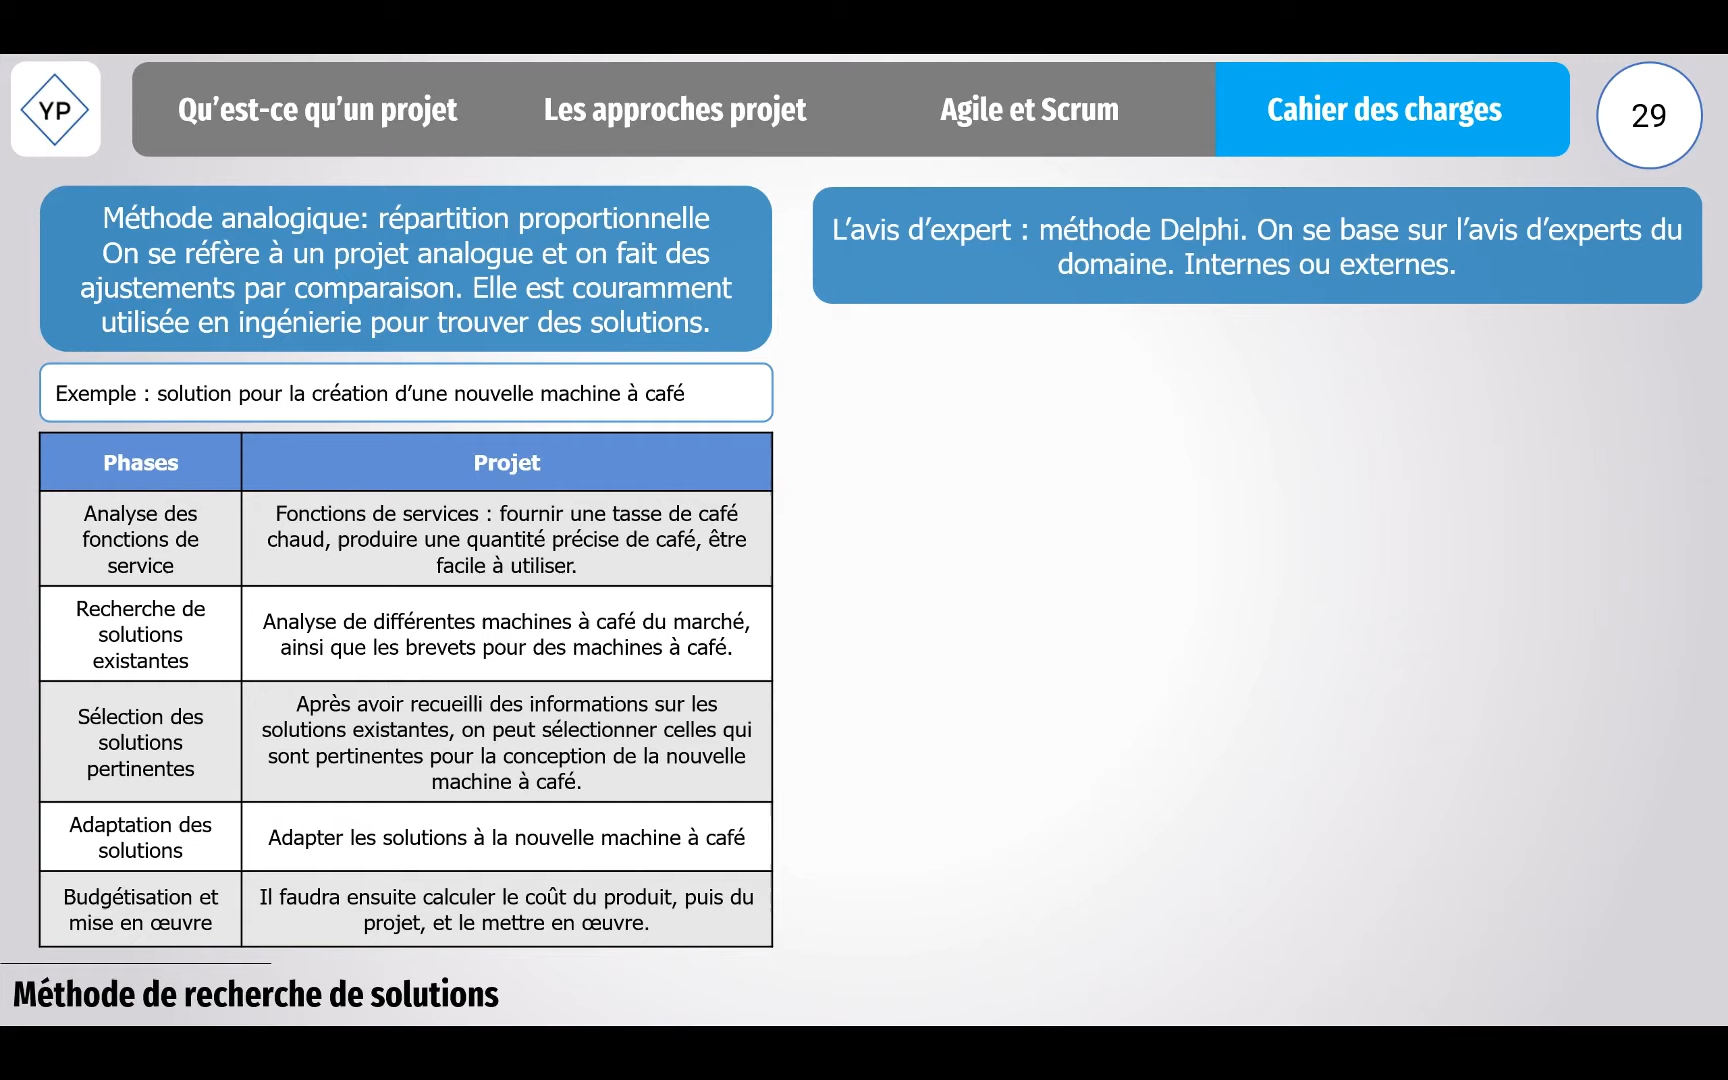 YP
Qu’est-ce qu’un projet
Les approches projet
Agile et Scrum
Cahier des charges
29
Méthode analogique: répartition proportionnelle
On se réfère à un projet analogue et on fait des
ajustements par comparaison. Elle est couramment
utilisée en ingénierie pour trouver des solutions.
L’avis d’expert : méthode Delphi. On se base sur l’avis d’experts du
domaine. Internes ou externes.
Exemple : solution pour la création d’une nouvelle machine à café
Phases
Projet
Analyse des
fonctions de
service
Fonctions de services : fournir une tasse de café
chaud, produire une quantité précise de café, être
facile à utiliser.
Recherche de
solutions
existantes
Analyse de différentes machines à café du marché,
ainsi que les brevets pour des machines à café.
Sélection des
solutions
pertinentes
Après avoir recueilli des informations sur les
solutions existantes, on peut sélectionner celles qui
sont pertinentes pour la conception de la nouvelle
machine à café.
Adaptation des
solutions
Adapter les solutions à la nouvelle machine à café
Budgétisation et
mise en œuvre
Il faudra ensuite calculer le coût du produit, puis du
projet, et le mettre en œuvre.
Méthode de recherche de solutions